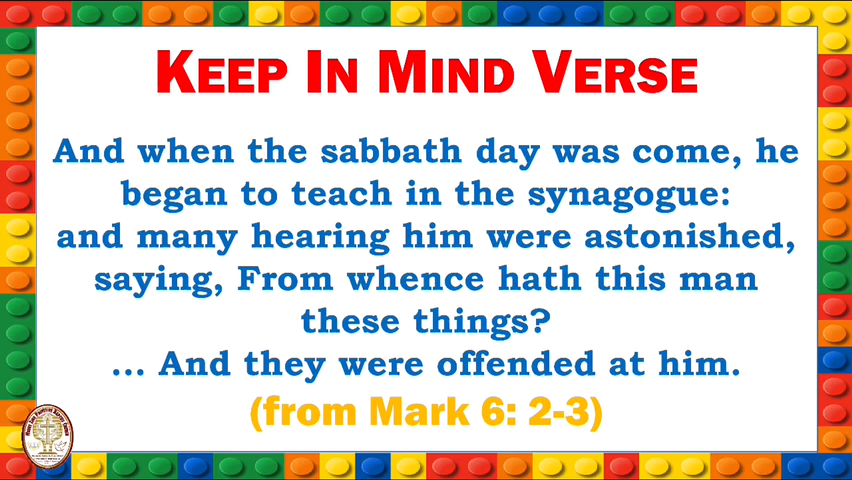 KEEP IN MIND VERSE
And when the sabbath day was come, he
began to teach in the synagogue:
and many hearing him were astonished,
saying, From whence hath this man
these things?
... And they were offended at him.
(from Mark 6: 2-3)